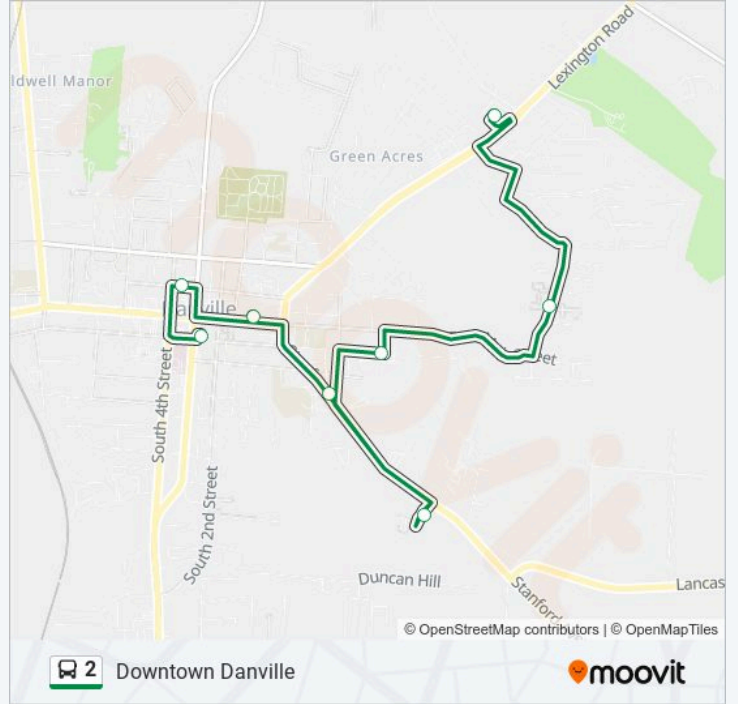 Lexington Road
ldwell Manor
Green Acres
Danville
South 4th Street
South 2nd Street
Duncan Hill
Stanford
Lancas
© OpenStreetMap contributors | © OpenMapTiles
2 Downtown Danville
moovit